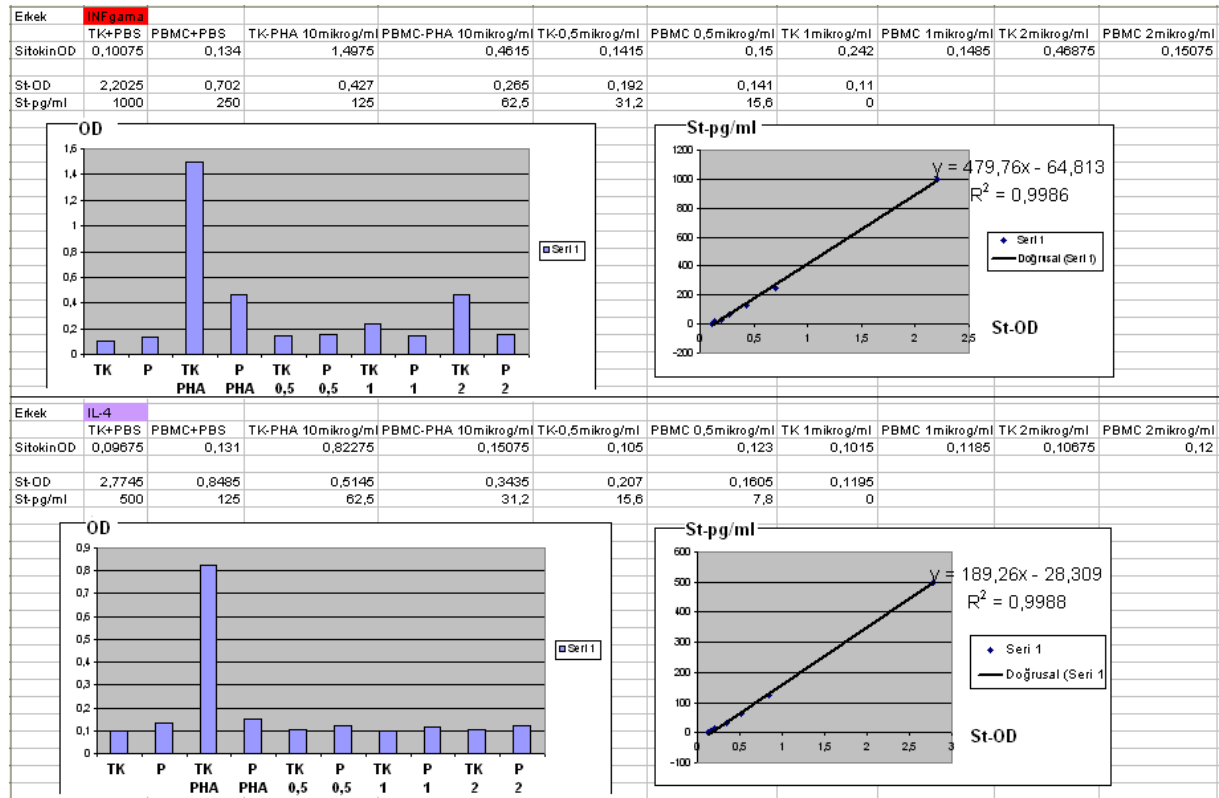 Erkek INFgama
TK+PBS PBMC+PBS TK-PHA 10mikrog/ml PBMC-PHA 10mikrog/ml TK-0,5mikrog/ml PBMC 0,5mikrog/ml TK 1mikrog/ml PBMC 1mikrog/ml TK 2mikrog/ml PBMC 2mikrog/ml
SitokinOD 0,10075 0,134 1,4975 0,4615 0,1415 0,15 0,242 0,1485 0,46875 0,15075
St-OD 2,2025 0,702 0,427 0,265 0,192 0,141 0,11
St-pg/ml 1000 250 125 62,5 31,2 15,6 0
OD
1,6
1,4
1,2
1
0,8
0,6
0,4
0,2
0
TK P TK P TK P TK P TK P
PHA PHA 0,5 0,5 1 1 2 2
Seri 1
St-pg/ml
1200
1000
800
600
400
200
0
-200
0 0,5 1 1,5 2 2,5
y = 479,76x - 64,813
R² = 0,9986
Seri 1
Doğrusal (Seri 1)
St-OD
Erkek IL-4
TK+PBS PBMC+PBS TK-PHA 10mikrog/ml PBMC-PHA 10mikrog/ml TK-0,5mikrog/ml PBMC 0,5mikrog/ml TK 1mikrog/ml PBMC 1mikrog/ml TK 2mikrog/ml PBMC 2mikrog/ml
SitokinOD 0,09675 0,131 0,82275 0,15075 0,105 0,123 0,1015 0,1185 0,10675 0,12
St-OD 2,7745 0,8485 0,5145 0,3435 0,207 0,1605 0,1195
St-pg/ml 500 125 62,5 31,2 15,6 7,8 0
OD
0,9
0,8
0,7
0,6
0,5
0,4
0,3
0,2
0,1
0
TK P TK P TK P TK P TK P
PHA PHA 0,5 0,5 1 1 2 2
Seri 1
St-pg/ml
600
500
400
300
200
100
0
-100
0 0,5 1 1,5 2 2,5 3
y = 189,26x - 28,309
R² = 0,9988
Seri 1
Doğrusal (Seri 1
St-OD